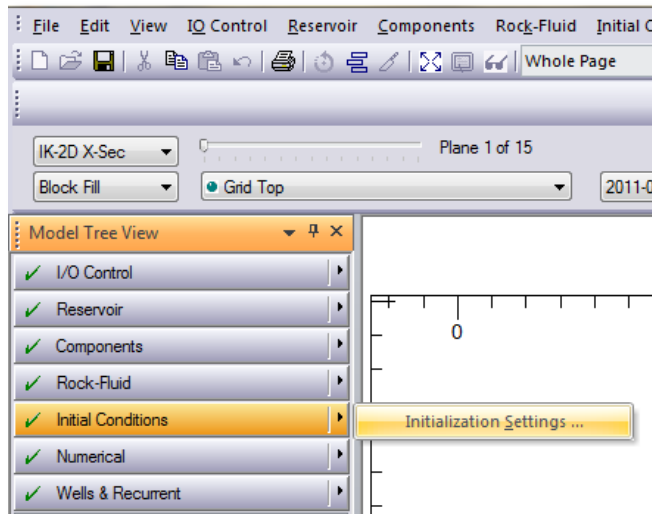 File Edit View IO Control Reservoir Components Rock-Fluid Initial C
Whole Page
IK-2D X-Sec Plane 1 of 15
Block Fill Grid Top 2011-0
Model Tree View
I/O Control
Reservoir
Components
Rock-Fluid
Initial Conditions Initialization Settings ...
Numerical
Wells & Recurrent
0